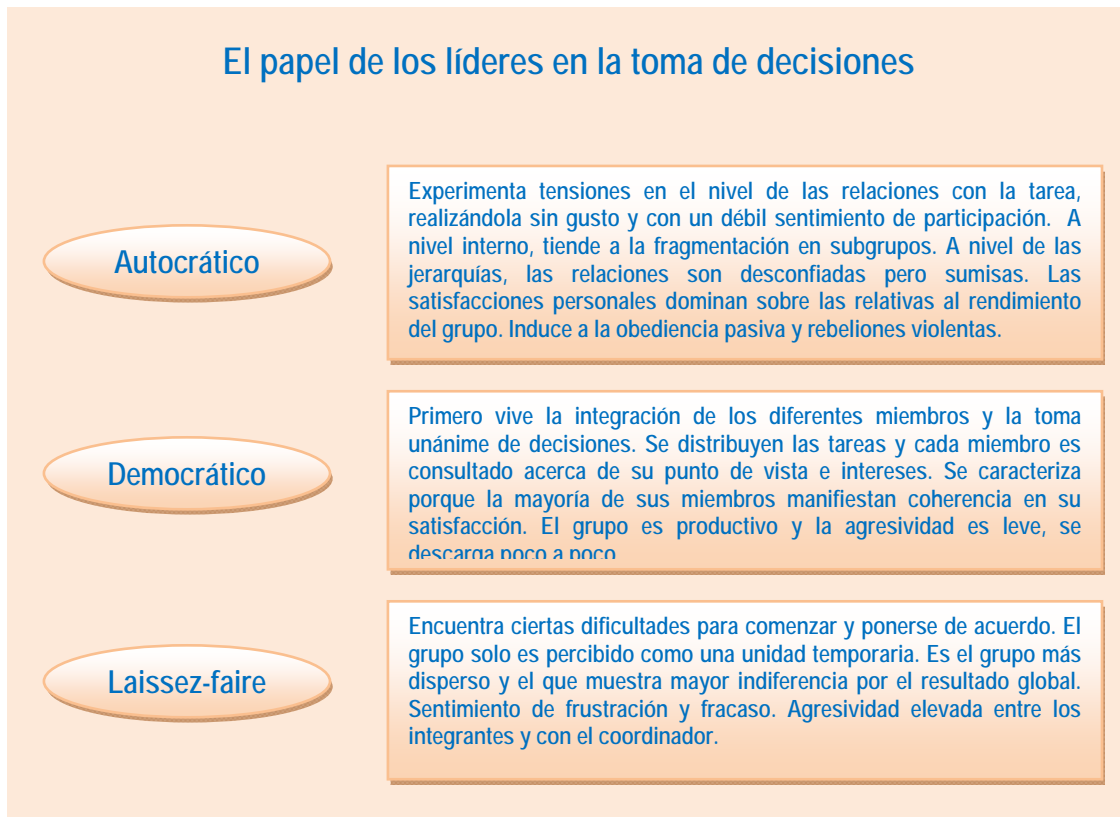 El papel de los líderes en la toma de decisiones
Autocrático
Experimenta tensiones en el nivel de las relaciones con la tarea,
realizándola sin gusto y con un débil sentimiento de participación. A
nivel interno, tiende a la fragmentación en subgrupos. A nivel de las
jerarquías, las relaciones son desconfiadas pero sumisas. Las
satisfacciones personales dominan sobre las relativas al rendimiento
del grupo. Induce a la obediencia pasiva y rebeliones violentas.
Democrático
Primero vive la integración de los diferentes miembros y la toma
unánime de decisiones. Se distribuyen las tareas y cada miembro es
consultado acerca de su punto de vista e intereses. Se caracteriza
porque la mayoría de sus miembros manifiestan coherencia en su
satisfacción. El grupo es productivo y la agresividad es leve, se
descarga poco a poco
Laissez-faire
Encuentra ciertas dificultades para comenzar y ponerse de acuerdo. El
grupo solo es percibido como una unidad temporaria. Es el grupo más
disperso y el que muestra mayor indiferencia por el resultado global.
Sentimiento de frustración y fracaso. Agresividad elevada entre los
integrantes y con el coordinador.